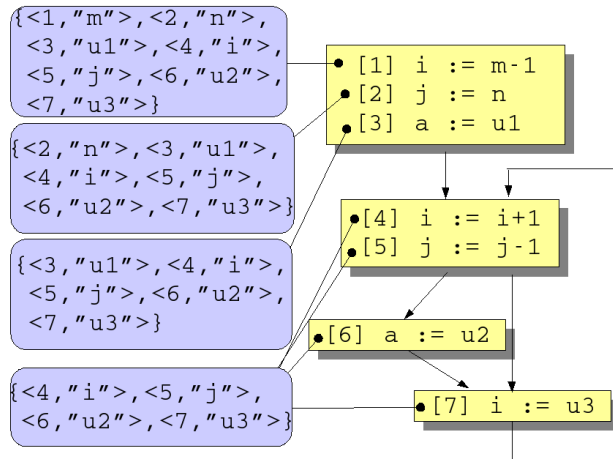 {<1,"m">,<2,"n">,
<3,"u1">,<4,"i">,
<5,"j">,<6,"u2">,
<7,"u3">}
{<2,"n">,<3,"u1">,
<4,"i">,<5,"j">,
<6,"u2">,<7,"u3">}
{<3,"u1">,<4,"i">,
<5,"j">,<6,"u2">,
<7,"u3">}
{<4,"i">,<5,"j">,
<6,"u2">,<7,"u3">}
[1] i := m-1
[2] j := n
[3] a := u1
[4] i := i+1
[5] j := j-1
[6] a := u2
[7] i := u3